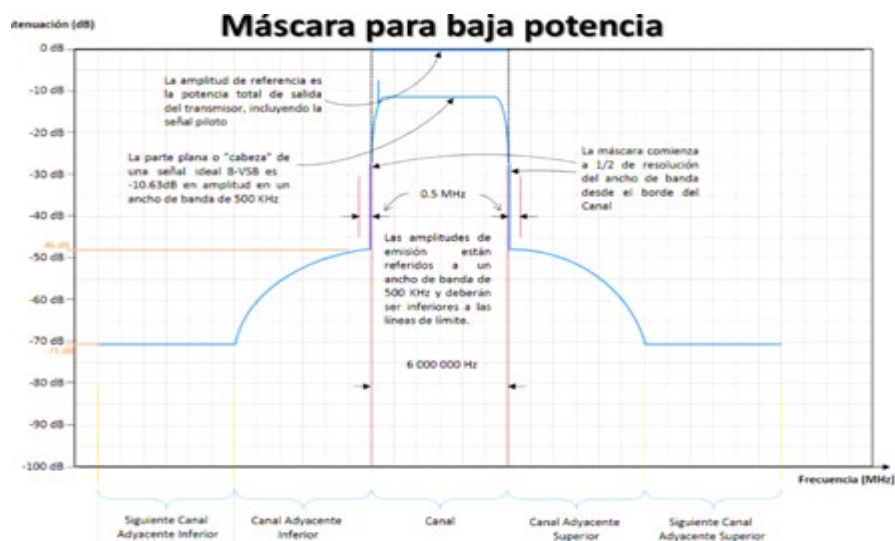 Máscara para baja potencia
tenuación (dB)
0 dB
-10 dB
-20 dB
-30 dB
-40 dB
-50 dB
-60 dB
-70 dB
-80 dB
-90 dB
-100 dB
La amplitud de referencia es
la potencia total de salida
del transmisor, incluyendo la
señal piloto
La parte plana o "cabeza" de
una señal ideal 8-VSB es
-10.63dB en amplitud en un
ancho de banda de 500 KHz
La máscara comienza
a 1/2 de resolución
del ancho de banda
desde el borde del
Canal
0.5 MHz
Las amplitudes de
emisión están
referidos a un
ancho de banda de
500 KHz y deberán
ser inferiores a las
líneas de límite.
6 000 000 Hz
Frecuencia (MHz)
Siguiente Canal
Adyacente Inferior
Canal Adyacente
Inferior
Canal
Canal Adyacente
Superior
Siguiente Canal
Adyacente Superior